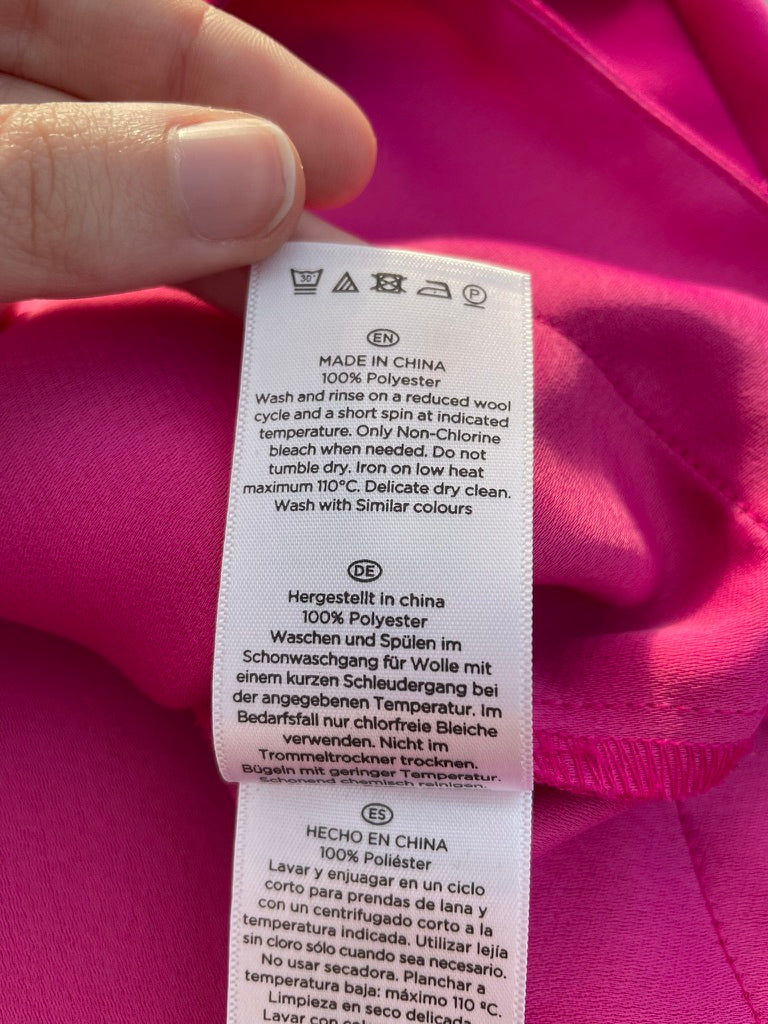 30°
P
EN
MADE IN CHINA
100% Polyester
Wash and rinse on a reduced wool
cycle and a short spin at indicated
temperature. Only Non-Chlorine
bleach when needed. Do not
tumble dry. Iron on low heat
maximum 110°C. Delicate dry clean.
Wash with Similar colours
DE
Hergestellt in china
100% Polyester
Waschen und Spülen im
Schonwaschgang für Wolle mit
einem kurzen Schleudergang bei
der angegebenen Temperatur. Im
Bedarfsfall nur chlorfreie Bleiche
verwenden. Nicht im
Trommeltrockner trocknen.
Bügeln mit geringer Temperatur.
Schonend chemisch reinigen.
ES
HECHO EN CHINA
100% Poliéster
Lavar y enjuagar en un ciclo
corto para prendas de lana y
con un centrifugado corto a la
temperatura indicada. Utilizar lejía
sin cloro sólo cuando sea necesario.
No usar secadora. Planchar a
temperatura baja: máximo 110 ºC.
Limpieza en seco delicada.
Lavar con